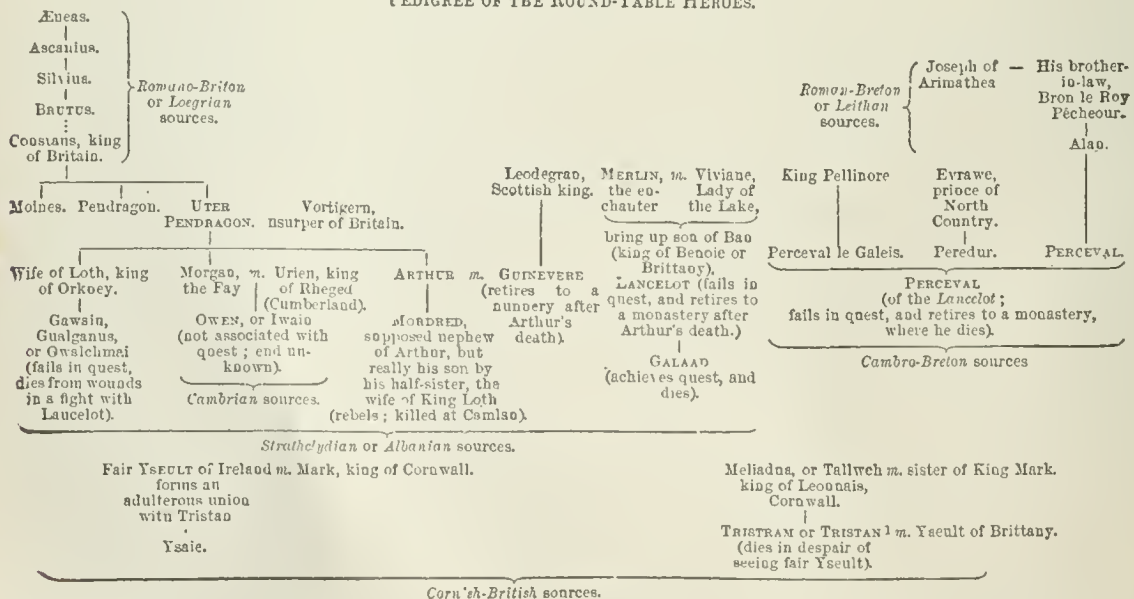 PEDIGREE OF THE ROUND-TABLE HEROES.
Æneas.
Ascanius.
Silvius.
BRUTUS.
Constans, king
of Britain.
Romano-Briton
or Loegrian
sources.
Moines. Pendragon. UTER
PENDRAGON.
Vortigern,
usurper of Britain.
Leodegran,
Scottish king.
MERLIN, m. Viviane,
the en- Lady of
chanter the Lake,
bring up son of Ban
(king of Benoic or
Brittany),
LANCELOT (fails in
quest, and retires to
a monastery after
Arthur's death.)
GALAAD
(achieves quest, and
dies).
Roman-Breton
or Leithan
sources.
Joseph of
Arimathea
— His brother-
in-law,
Bron le Roy
Pécheour.
Alan.
King Pellinore
Evrawc,
prince of
North
Country.
Perceval le Galeis. Peredur. PERCEVAL.
PERCEVAL
(of the Lancelot;
fails in quest, and retires to a monastery,
where he dies).
Cambro-Breton sources
Wife of Loth, king
of Orkney.
Gawain,
Gualganus,
or Gwalchmai
(fails in quest,
dies from wounds
in a fight with
Lancelot).
Morgan, m. Urien, king
the Fay of Rheged
(Cumberland).
OWEN, or Iwain
(not associated with
quest; end un-
known).
Cambrian sources.
ARTHUR m. GUINEVERE
(retires to a
nunnery after
Arthur's
death).
MORDRED,
supposed nephew
of Arthur, but
really his son by
his half-sister, the
wife of King Loth
(rebels; killed at Camlan).
Strathclydian or Albanian sources.
Fair YSEULT of Ireland m. Mark, king of Cornwall.
forms an
adulterous union
with Tristan
Ysaie.
Meliadus, or Tallwch m. sister of King Mark.
king of Leonnais,
Cornwall.
TRISTRAM or TRISTAN 1 m. Yseult of Brittany.
(dies in despair of
seeing fair Yseult).
Cornish-British sources.